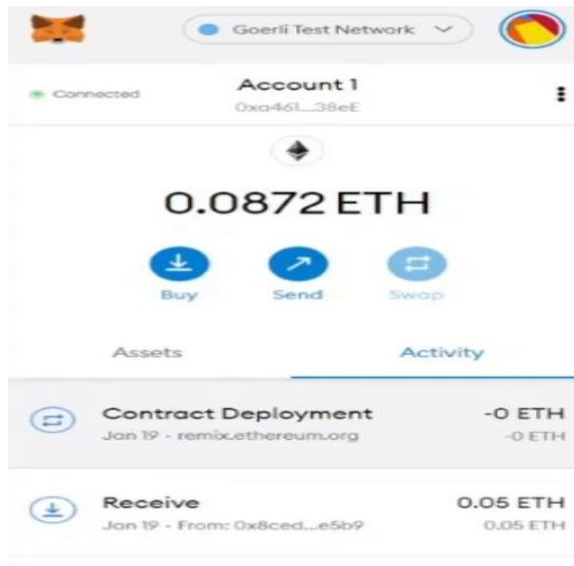 Goerli Test Network
Connected
Account 1
0xa461...38eE
0.0872 ETH
Buy Send Swap
Assets Activity
Contract Deployment -0 ETH
Jan 19 - remix.ethereum.org -0 ETH
Receive 0.05 ETH
Jan 19 - From: 0x8ced...e5b9 0.05 ETH